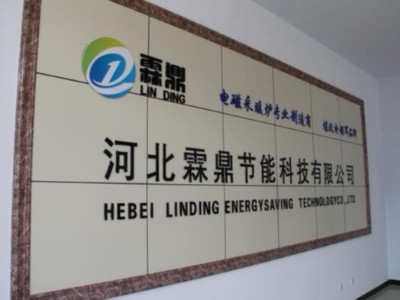 霖鼎
LIN DING
电磁采暖炉专业制造商
河北霖鼎节能科技有限公司
HEBEI LINDING ENERGYSAVING TECHNOLOGYCO.,LTD.